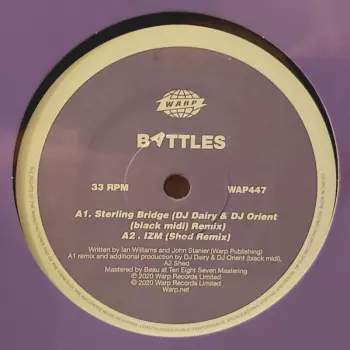 WARP
BATTLES
33 RPM WAP447
A1. Sterling Bridge (DJ Dairy & DJ Orient
(black midi) Remix)
A2 . IZM (Shed Remix)
Written by Ian Williams and John Stanier (Warp Publishing)
A1 remix and additional production by DJ Dairy & DJ Orient (black midi),
A2 Shed
Mastered by Beau at Ten Eight Seven Mastering
℗ 2020 Warp Records Limited
© 2020 Warp Records Limited
Warp.net